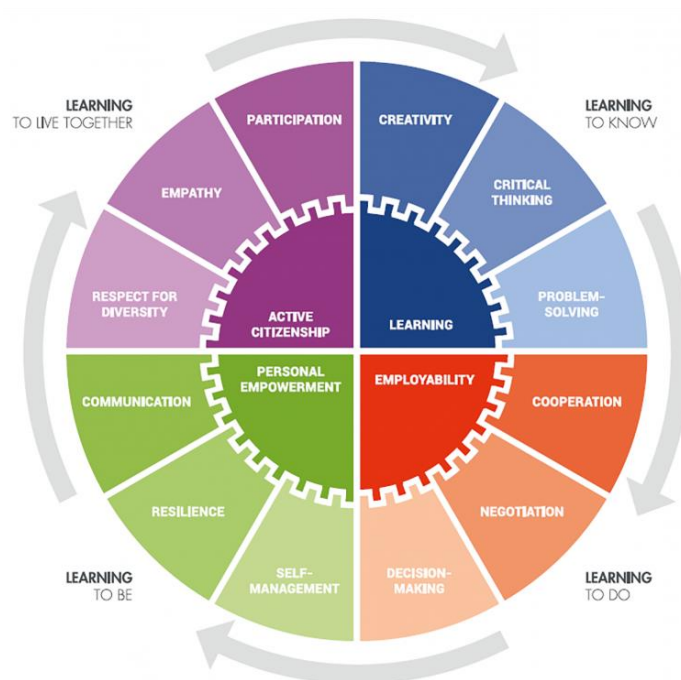 LEARNING
TO LIVE TOGETHER
PARTICIPATION
CREATIVITY
LEARNING
TO KNOW
EMPATHY
CRITICAL
THINKING
RESPECT FOR
DIVERSITY
ACTIVE
CITIZENSHIP
LEARNING
PROBLEM-
SOLVING
COMMUNICATION
PERSONAL
EMPOWERMENT
EMPLOYABILITY
COOPERATION
RESILIENCE
NEGOTIATION
LEARNING
TO BE
SELF-
MANAGEMENT
DECISION-
MAKING
LEARNING
TO DO